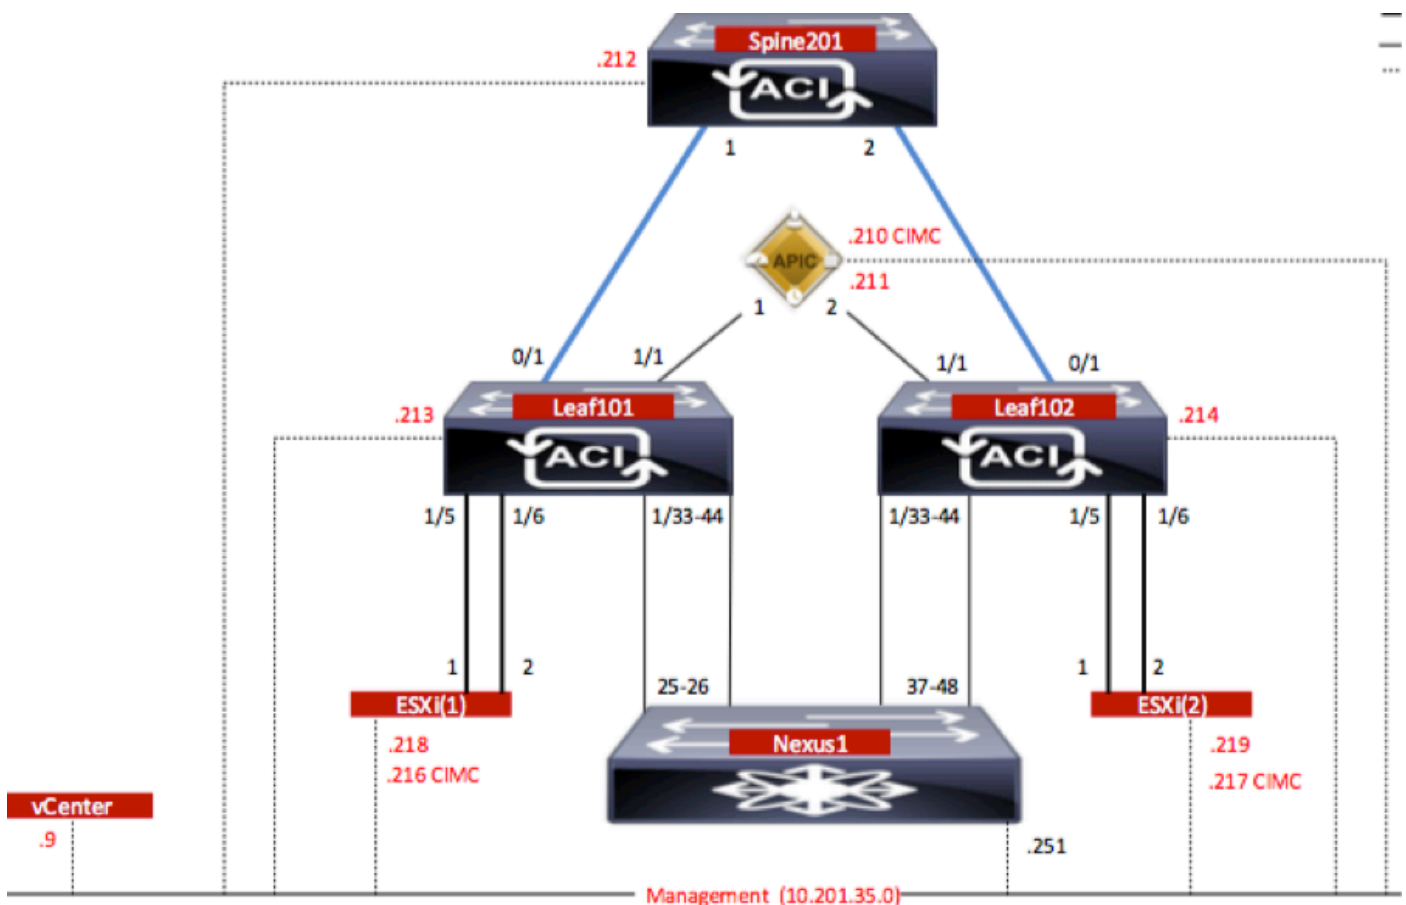 Spine201
.212
ACI
1
2
.210 CIMC
APIC
.211
1
2
0/1
1/1
1/1
0/1
Leaf101
Leaf102
.213
.214
ACI
ACI
1/5
1/6
1/33-44
1/33-44
1/5
1/6
1
2
25-26
37-48
1
2
ESXi(1)
ESXi(2)
Nexus1
.218
.219
.216 CIMC
.217 CIMC
vCenter
.9
.251
Management (10.201.35.0)